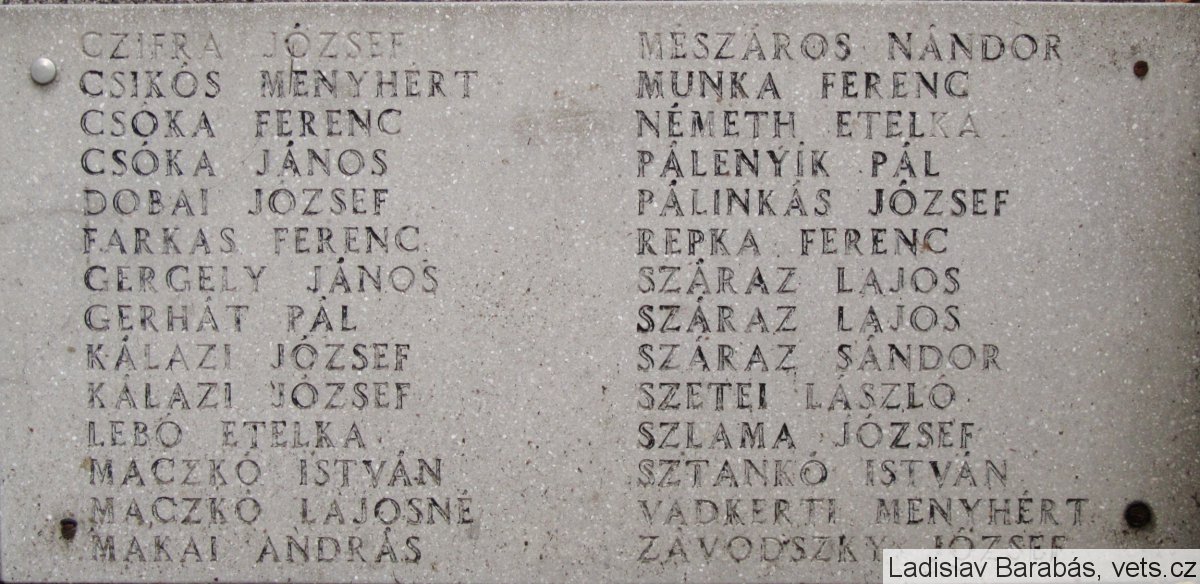 CZIFRA JÓZSEF
CSIKÓS MENYHÉRT
CSÓKA FERENC
CSÓKA JÁNOS
DOBAI JÓZSEF
FARKAS FERENC
GERGELY JÁNOS
GERHÁT PÁL
KÁLAZI JÓZSEF
KÁLAZI JÓZSEF
LEBÓ ETELKA
MACZKÓ ISTVÁN
MACZKÓ LAJOSNÉ
MAKAI ANDRÁS
MÉSZÁROS NÁNDOR
MUNKA FERENC
NÉMETH ETELKA
PÁLENYÍK PÁL
PÁLINKÁS JÓZSEF
REPKA FERENC
SZÁRAZ LAJOS
SZÁRAZ LAJOS
SZÁRAZ SÁNDOR
SZETEI LÁSZLÓ
SZLAMA JÓZSEF
SZTANKÓ ISTVÁN
VADKERTI MENYHÉRT
ZÁVODSZKY JÓZSEF
Ladislav Barabás, vets.cz